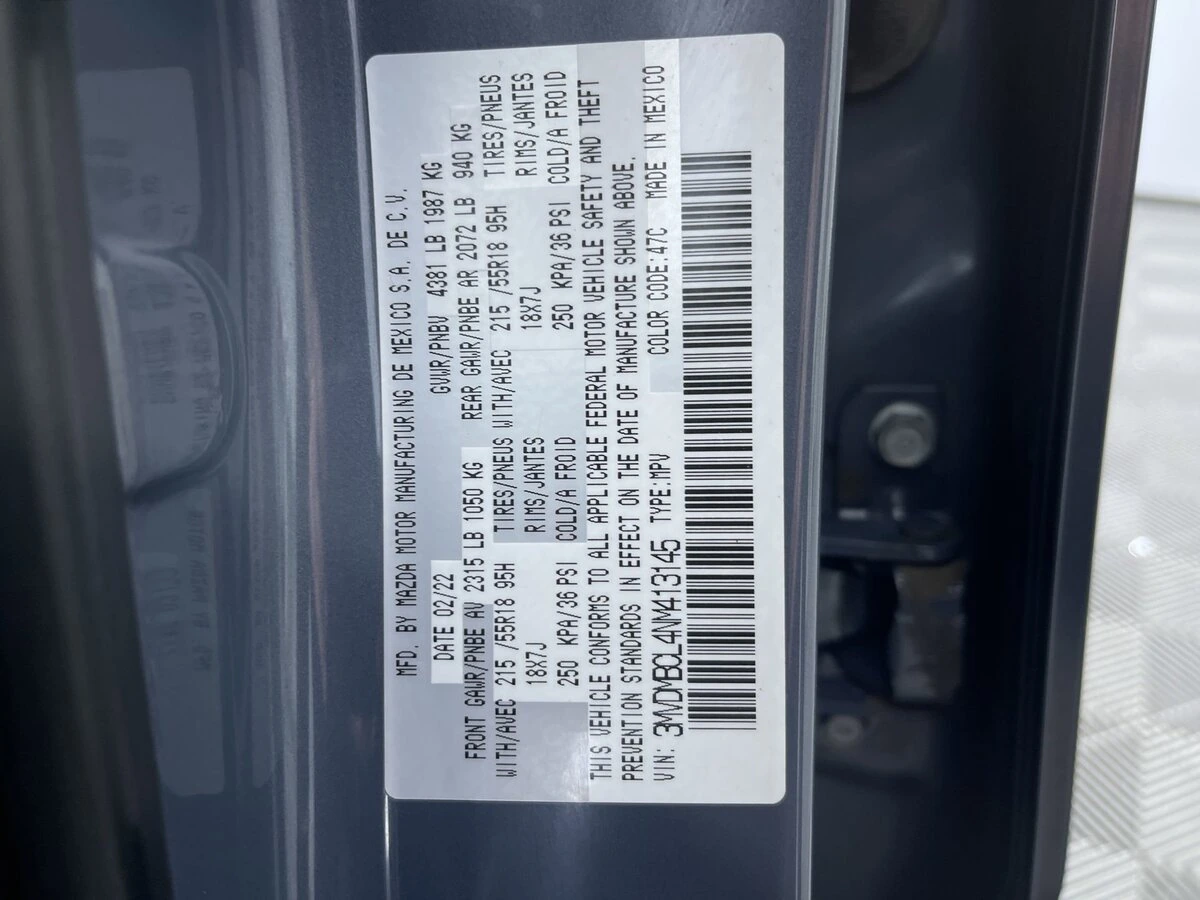 MFD. BY MAZDA MOTOR MANUFACTURING DE MEXICO S.A. DE C.V.
DATE 02/22 GVWR/PNBV 4381 LB 1987 KG
FRONT GAWR/PNBE AV 2315 LB 1050 KG REAR GAWR/PNBE AR 2072 LB 940 KG
WITH/AVEC 215 /55R18 95H TIRES/PNEUS WITH/AVEC 215 /55R18 95H TIRES/PNEUS
18X7J RIMS/JANTES 18X7J RIMS/JANTES
250 KPA/36 PSI COLD/A FROID 250 KPA/36 PSI COLD/A FROID
THIS VEHICLE CONFORMS TO ALL APPLICABLE FEDERAL MOTOR VEHICLE SAFETY AND THEFT
PREVENTION STANDARDS IN EFFECT ON THE DATE OF MANUFACTURE SHOWN ABOVE.
VIN: 3MVDMBCL4NM413145 TYPE:MPV COLOR CODE:47C MADE IN MEXICO